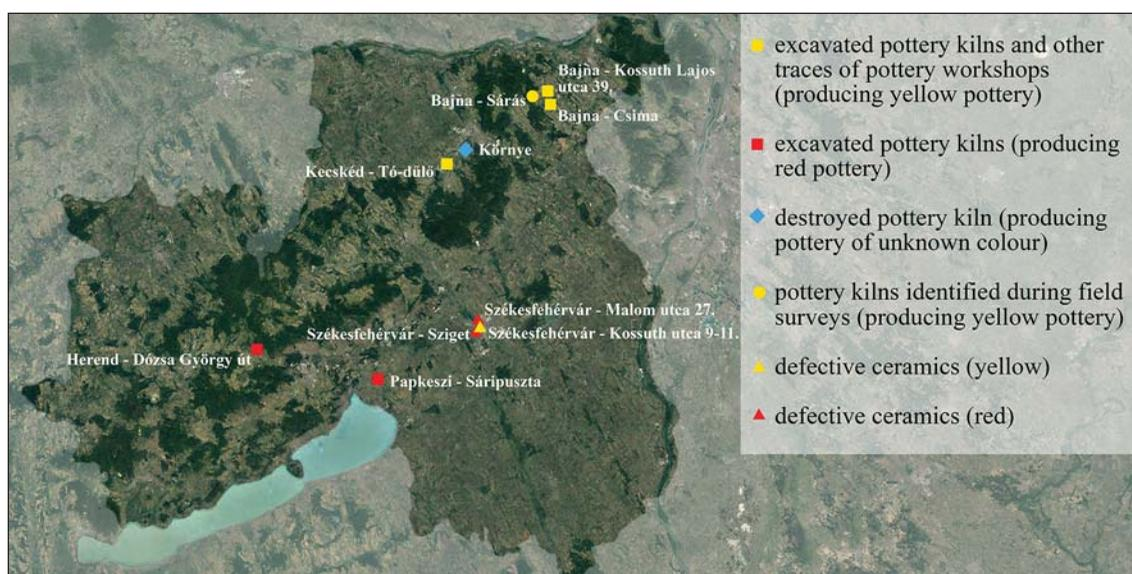 Bajna - Kossuth Lajos
utca 39.
Bajna - Sárás
Bajna - Csima
Környe
Kecskéd - Tó-dűlő
Székesfehérvár - Malom utca 27.
Székesfehérvár - Sziget
Székesfehérvár - Kossuth utca 9-11.
Herend - Dózsa György út
Papkeszi - Sáripuszta
excavated pottery kilns and other
traces of pottery workshops
(producing yellow pottery)
excavated pottery kilns (producing
red pottery)
destroyed pottery kiln (producing
pottery of unknown colour)
pottery kilns identified during field
surveys (producing yellow pottery)
defective ceramics (yellow)
defective ceramics (red)